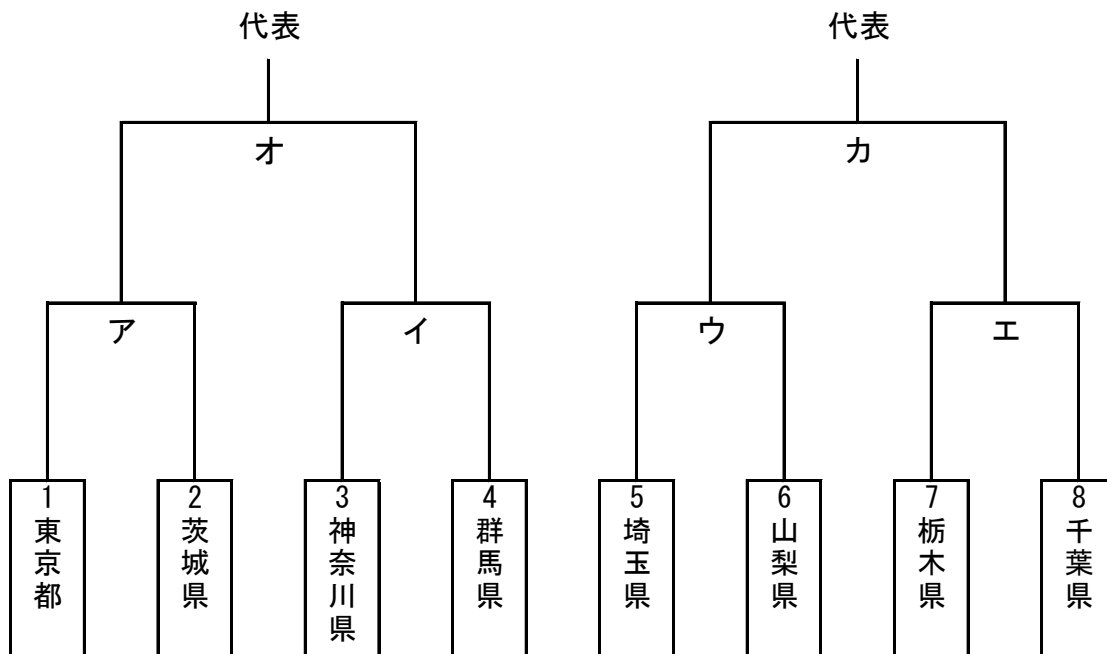 代表
代表
オ
カ
ア
イ
ウ
エ
1
東京都
2
茨城県
3
神奈川県
4
群馬県
5
埼玉県
6
山梨県
7
栃木県
8
千葉県